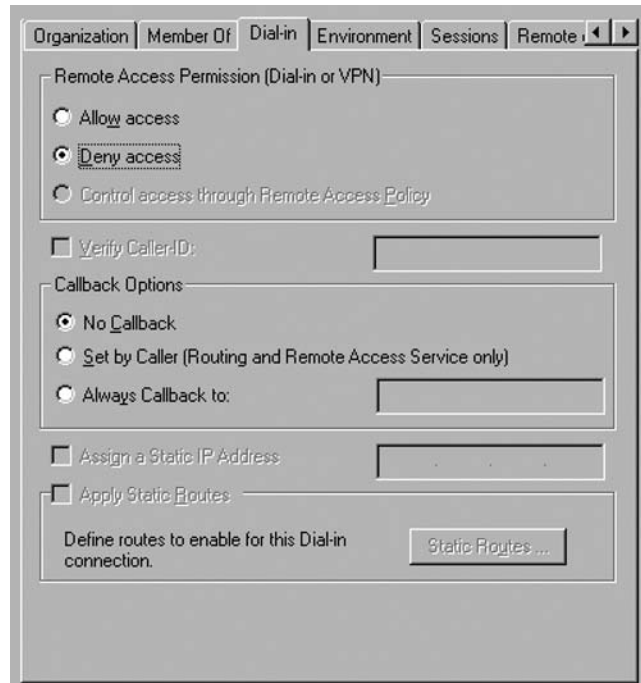 Organization Member Of Dial-in Environment Sessions Remote
Remote Access Permission (Dial-in or VPN)
Allow access
Deny access
Control access through Remote Access Policy
Verify Caller-ID:
Callback Options
No Callback
Set by Caller (Routing and Remote Access Service only)
Always Callback to:
Assign a Static IP Address
Apply Static Routes
Define routes to enable for this Dial-in
connection.
Static Routes ...